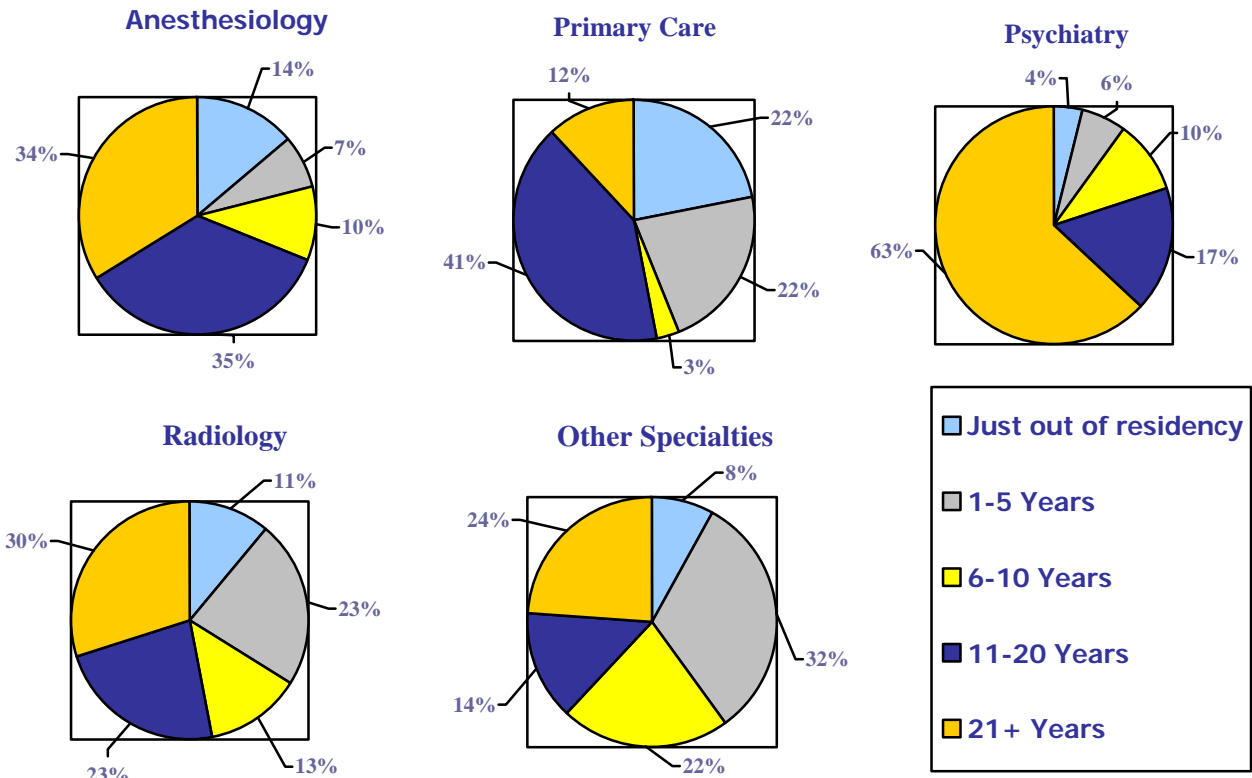 Anesthesiology
14%
7%
10%
35%
34%
Primary Care
12%
22%
22%
3%
41%
Psychiatry
4%
6%
10%
17%
63%
Radiology
11%
23%
13%
23%
30%
Other Specialties
8%
32%
22%
14%
24%
Just out of residency
1-5 Years
6-10 Years
11-20 Years
21+ Years